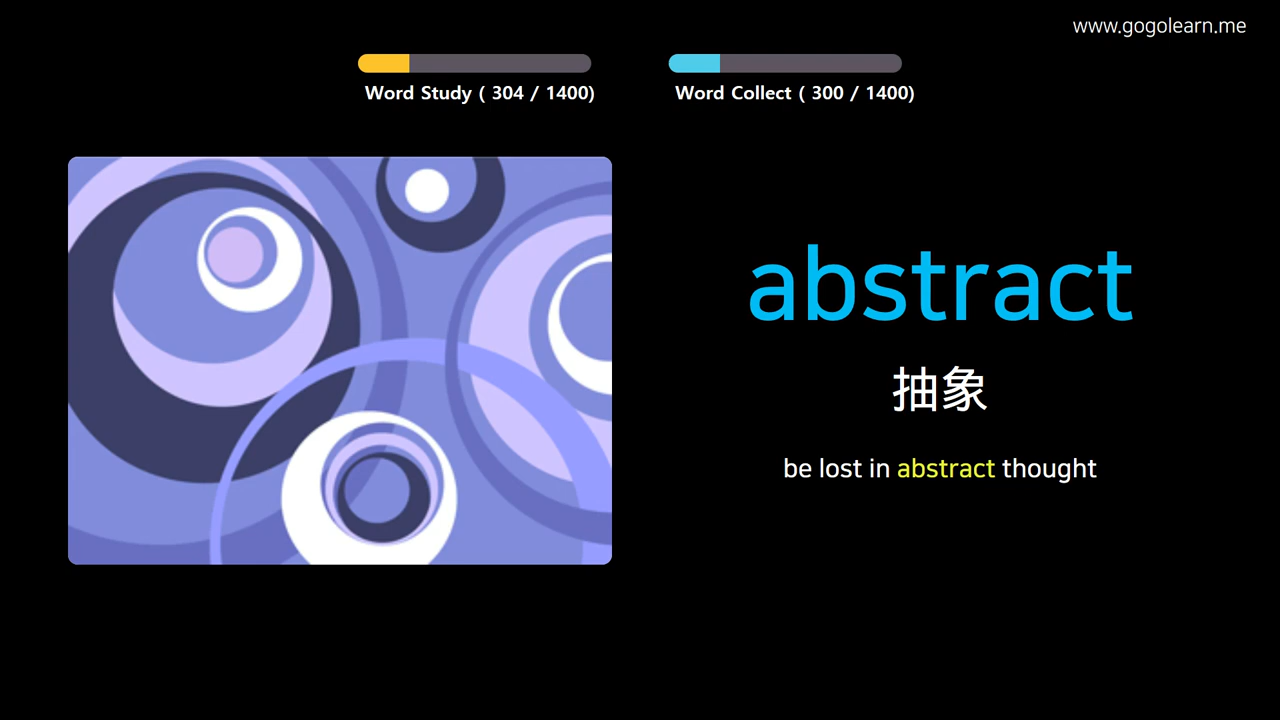 www.gogolearn.me
Word Study ( 304 / 1400)
Word Collect ( 300 / 1400)
abstract
抽象
be lost in abstract thought